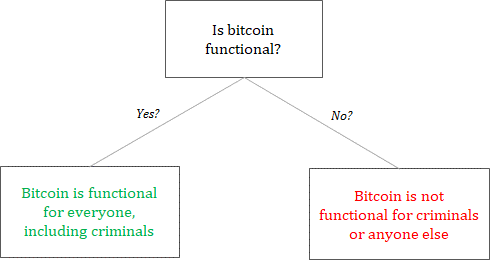 Is bitcoin
functional?
Yes?
No?
Bitcoin is functional
for everyone,
including criminals
Bitcoin is not
functional for criminals
or anyone else